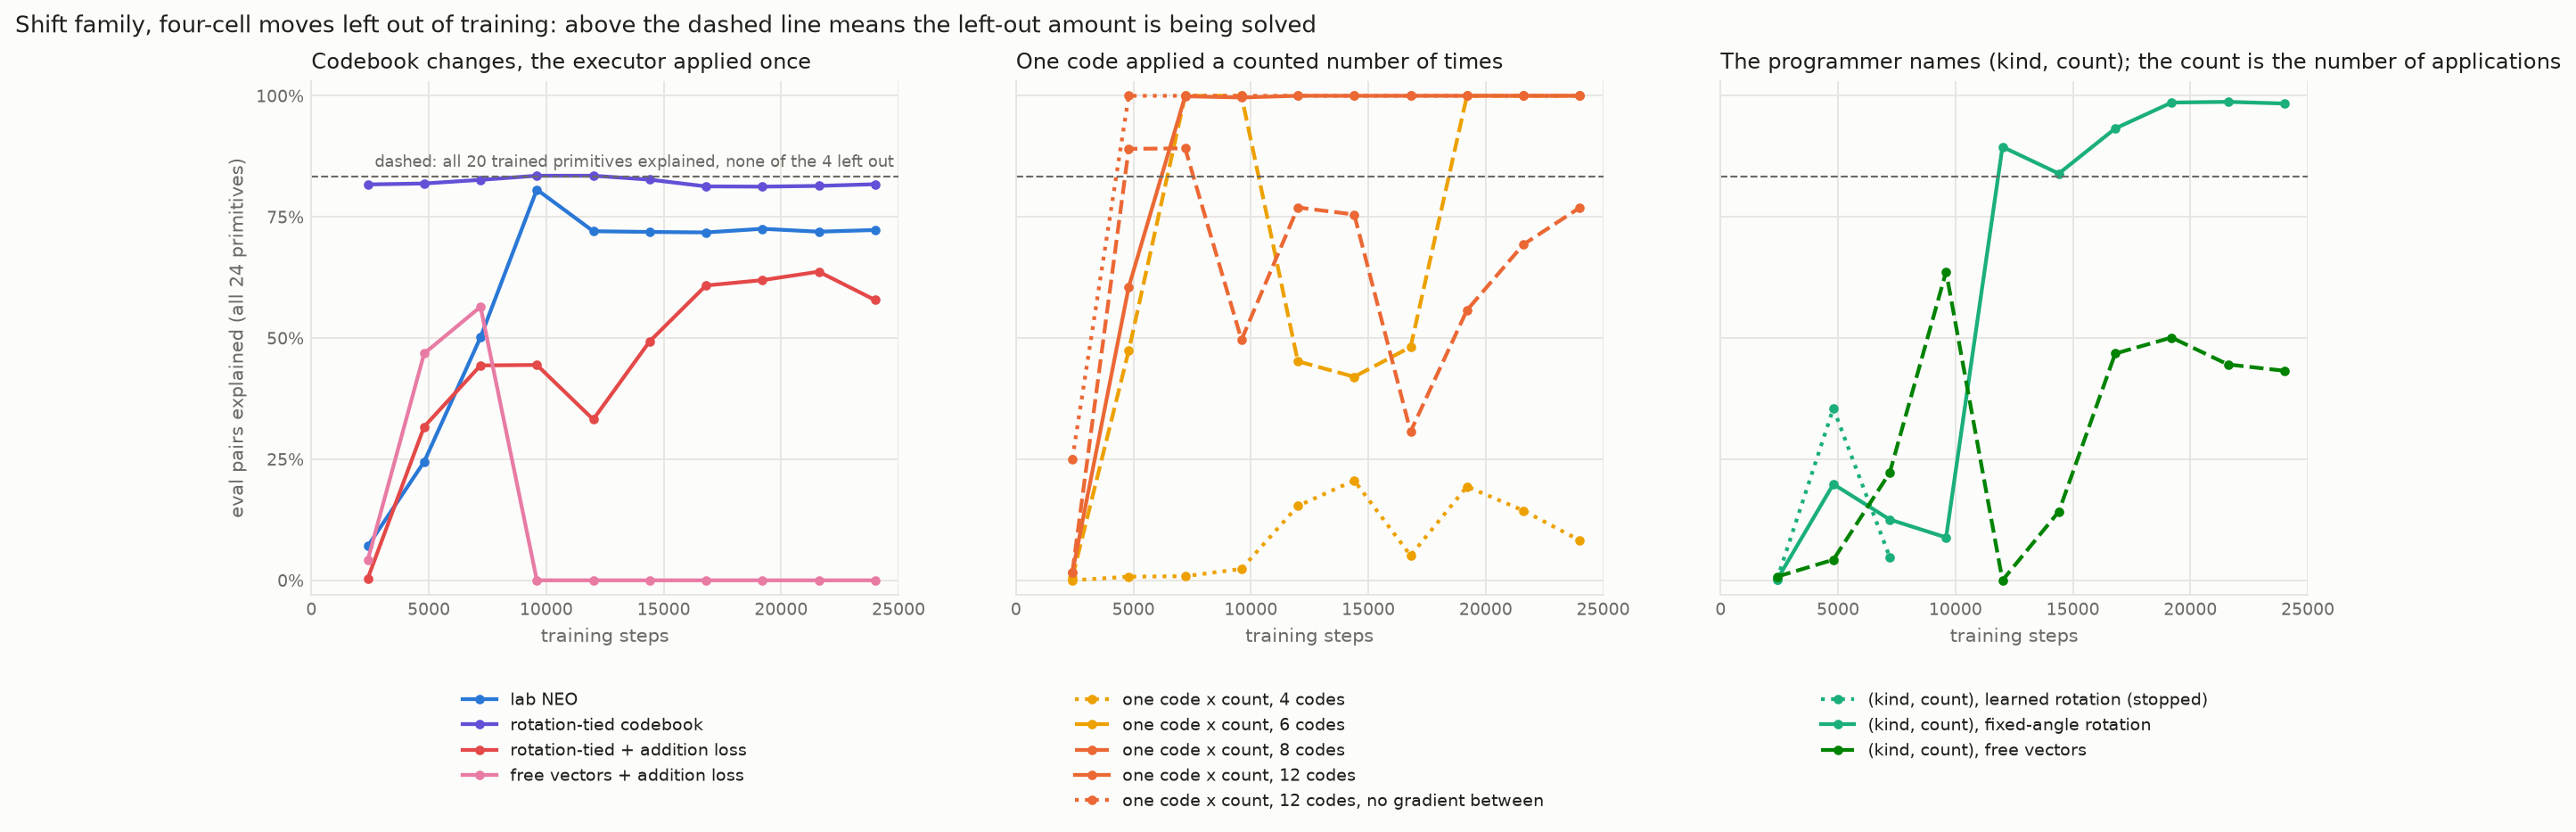 Shift family, four-cell moves left out of training: above the dashed line means the left-out amount is being solved
Codebook changes, the executor applied once
eval pairs explained (all 24 primitives)
100%
75%
50%
25%
0%
dashed: all 20 trained primitives explained, none of the 4 left out
0 5000 10000 15000 20000 25000
training steps
lab NEO
rotation-tied codebook
rotation-tied + addition loss
free vectors + addition loss
One code applied a counted number of times
0 5000 10000 15000 20000 25000
training steps
one code x count, 4 codes
one code x count, 6 codes
one code x count, 8 codes
one code x count, 12 codes
one code x count, 12 codes, no gradient between
The programmer names (kind, count); the count is the number of applications
0 5000 10000 15000 20000 25000
training steps
(kind, count), learned rotation (stopped)
(kind, count), fixed-angle rotation
(kind, count), free vectors